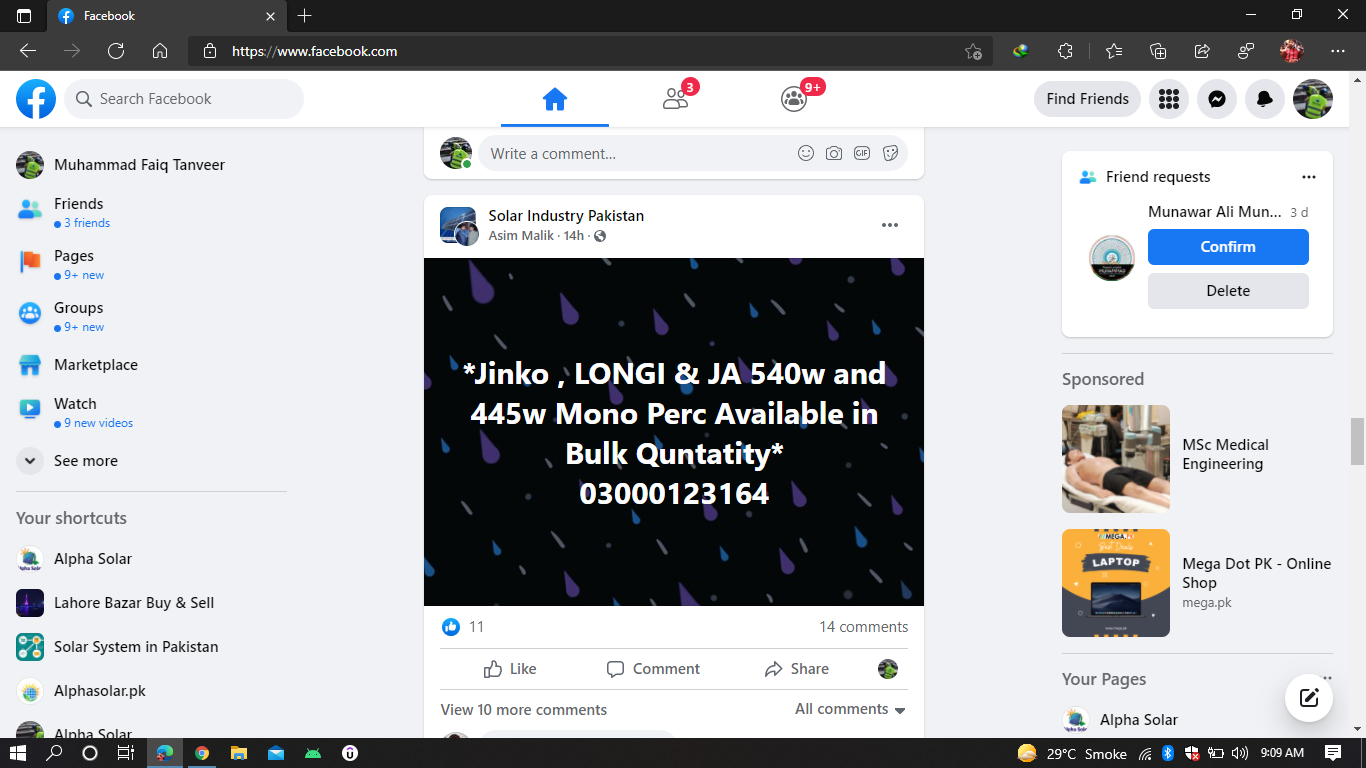 Facebook
https://www.facebook.com
Search Facebook
3
9+
Find Friends
Muhammad Faiq Tanveer
Friends
3 friends
Pages
9+ new
Groups
9+ new
Marketplace
Watch
9 new videos
See more
Your shortcuts
Alpha Solar
Lahore Bazar Buy & Sell
Solar System in Pakistan
Alphasolar.pk
Alpha Solar
Write a comment...
GIF
Solar Industry Pakistan
Asim Malik · 14h ·
*Jinko , LONGI & JA 540w and
445w Mono Perc Available in
Bulk Quntatity*
03000123164
11
14 comments
Like
Comment
Share
View 10 more comments
All comments
Friend requests
Munawar Ali Mun...
3 d
Confirm
Delete
Sponsored
MSc Medical
Engineering
MEGA
Best Deals
LAPTOP
Mega Dot PK - Online
Shop
mega.pk
Your Pages
Alpha Solar
29°C Smoke
9:09 AM